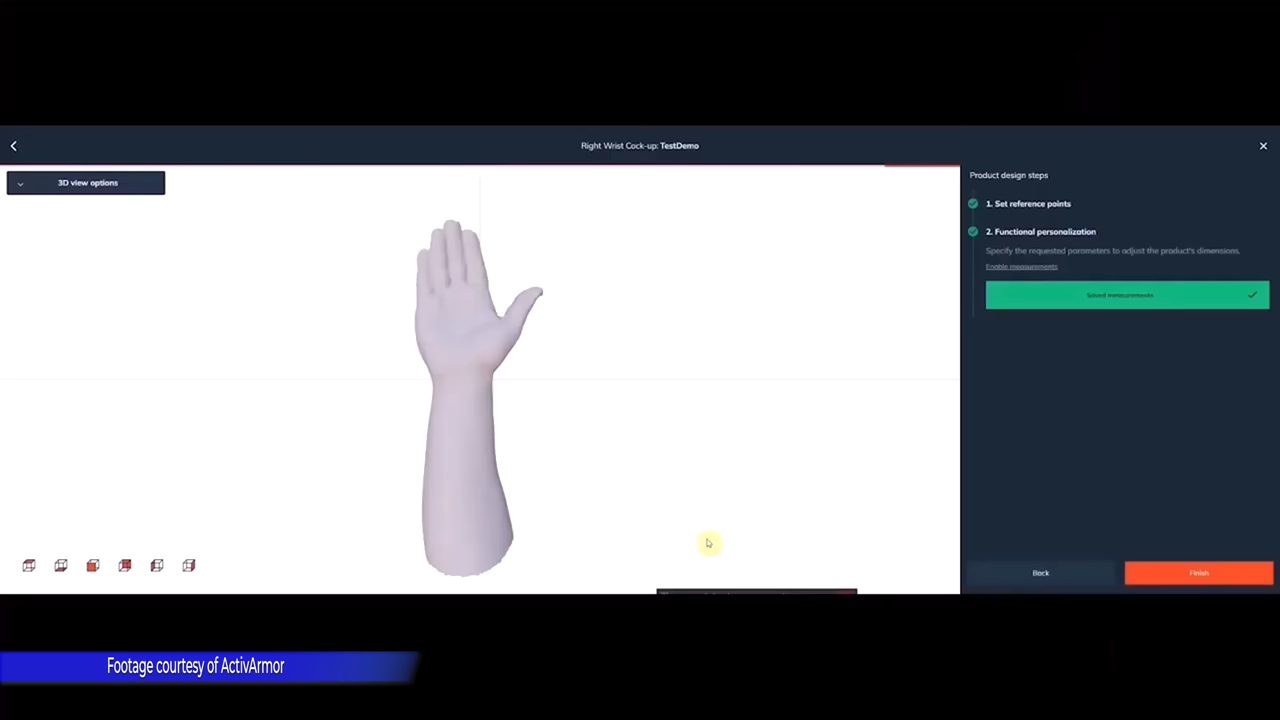 Right Wrist Cock-up: TestDemo
3D view options
Product design steps
1. Set reference points
2. Functional personalization
Specify the requested parameters to adjust the product's dimensions.
Enable measurements
Saved measurements
Back
Finish
Footage courtesy of ActivArmor